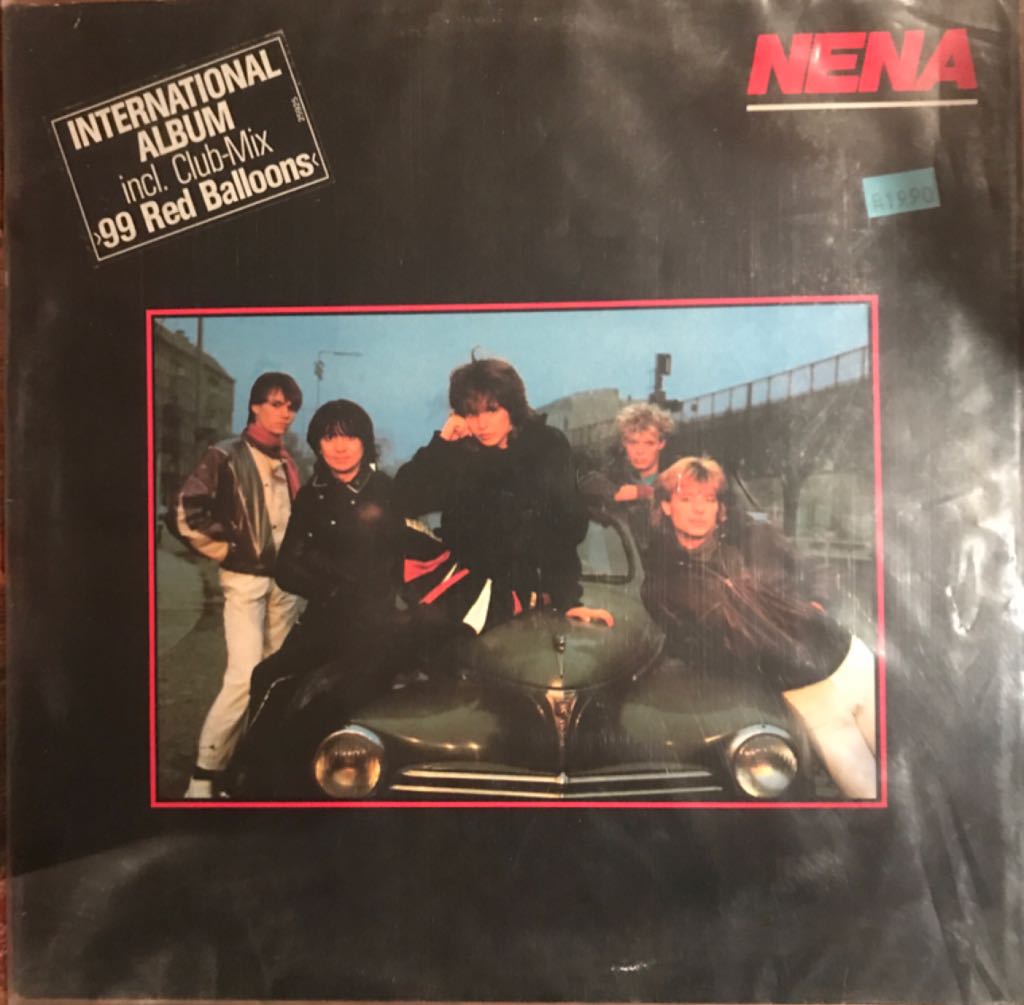 INTERNATIONAL
ALBUM
incl. Club-Mix
›99 Red Balloons‹
NENA